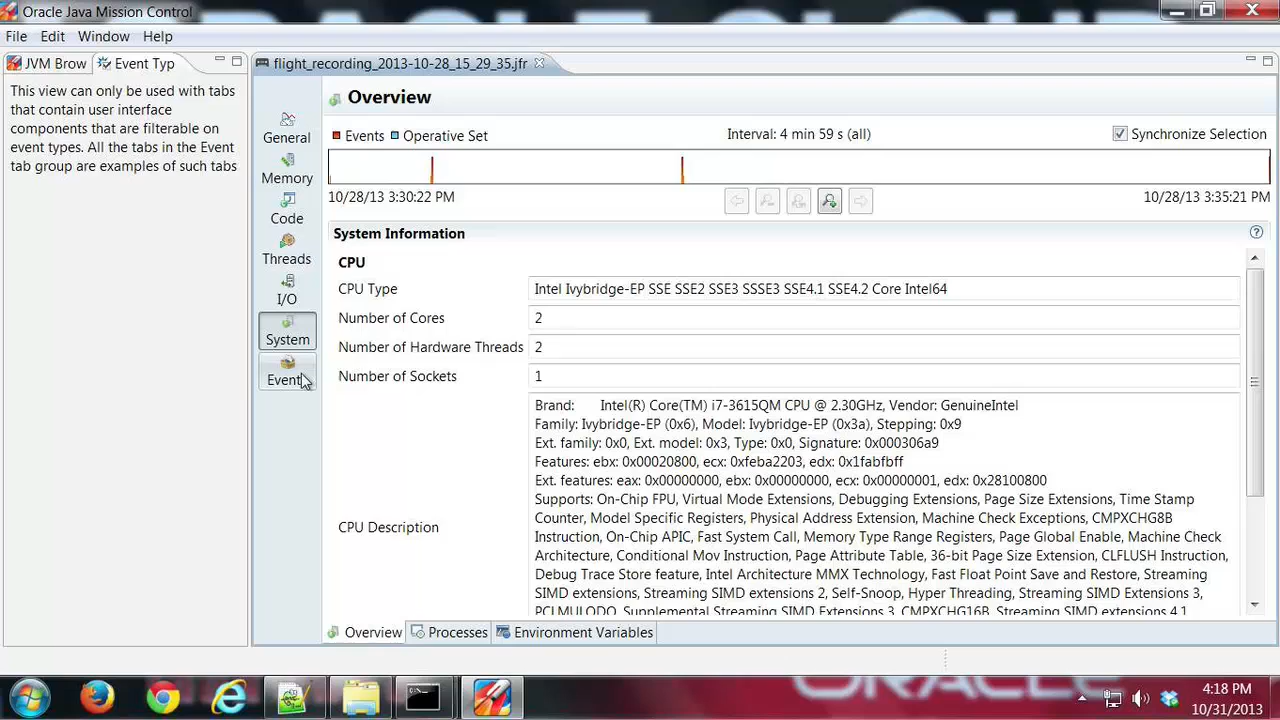 Oracle Java Mission Control
File Edit Window Help
JVM Brow
Event Typ
This view can only be used with tabs
that contain user interface
components that are filterable on
event types. All the tabs in the Event
tab group are examples of such tabs
flight_recording_2013-10-28_15_29_35.jfr
General
Memory
Code
Threads
I/O
System
Event
Overview
Events Operative Set
Interval: 4 min 59 s (all)
Synchronize Selection
10/28/13 3:30:22 PM
10/28/13 3:35:21 PM
System Information
CPU
CPU Type
Intel Ivybridge-EP SSE SSE2 SSE3 SSSE3 SSE4.1 SSE4.2 Core Intel64
Number of Cores
2
Number of Hardware Threads
2
Number of Sockets
1
CPU Description
Brand: Intel(R) Core(TM) i7-3615QM CPU @ 2.30GHz, Vendor: GenuineIntel
Family: Ivybridge-EP (0x6), Model: Ivybridge-EP (0x3a), Stepping: 0x9
Ext. family: 0x0, Ext. model: 0x3, Type: 0x0, Signature: 0x000306a9
Features: ebx: 0x00020800, ecx: 0xfeba2203, edx: 0x1fabfbff
Ext. features: eax: 0x00000000, ebx: 0x00000000, ecx: 0x00000001, edx: 0x28100800
Supports: On-Chip FPU, Virtual Mode Extensions, Debugging Extensions, Page Size Extensions, Time Stamp
Counter, Model Specific Registers, Physical Address Extension, Machine Check Exceptions, CMPXCHG8B
Instruction, On-Chip APIC, Fast System Call, Memory Type Range Registers, Page Global Enable, Machine Check
Architecture, Conditional Mov Instruction, Page Attribute Table, 36-bit Page Size Extension, CLFLUSH Instruction,
Debug Trace Store feature, Intel Architecture MMX Technology, Fast Float Point Save and Restore, Streaming
SIMD extensions, Streaming SIMD extensions 2, Self-Snoop, Hyper Threading, Streaming SIMD Extensions 3,
PCLMULQDQ, Supplemental Streaming SIMD Extensions 3, CMPXCHG16B, Streaming SIMD extensions 4.1
Overview
Processes
Environment Variables
ORACLE
4:18 PM
10/31/2013